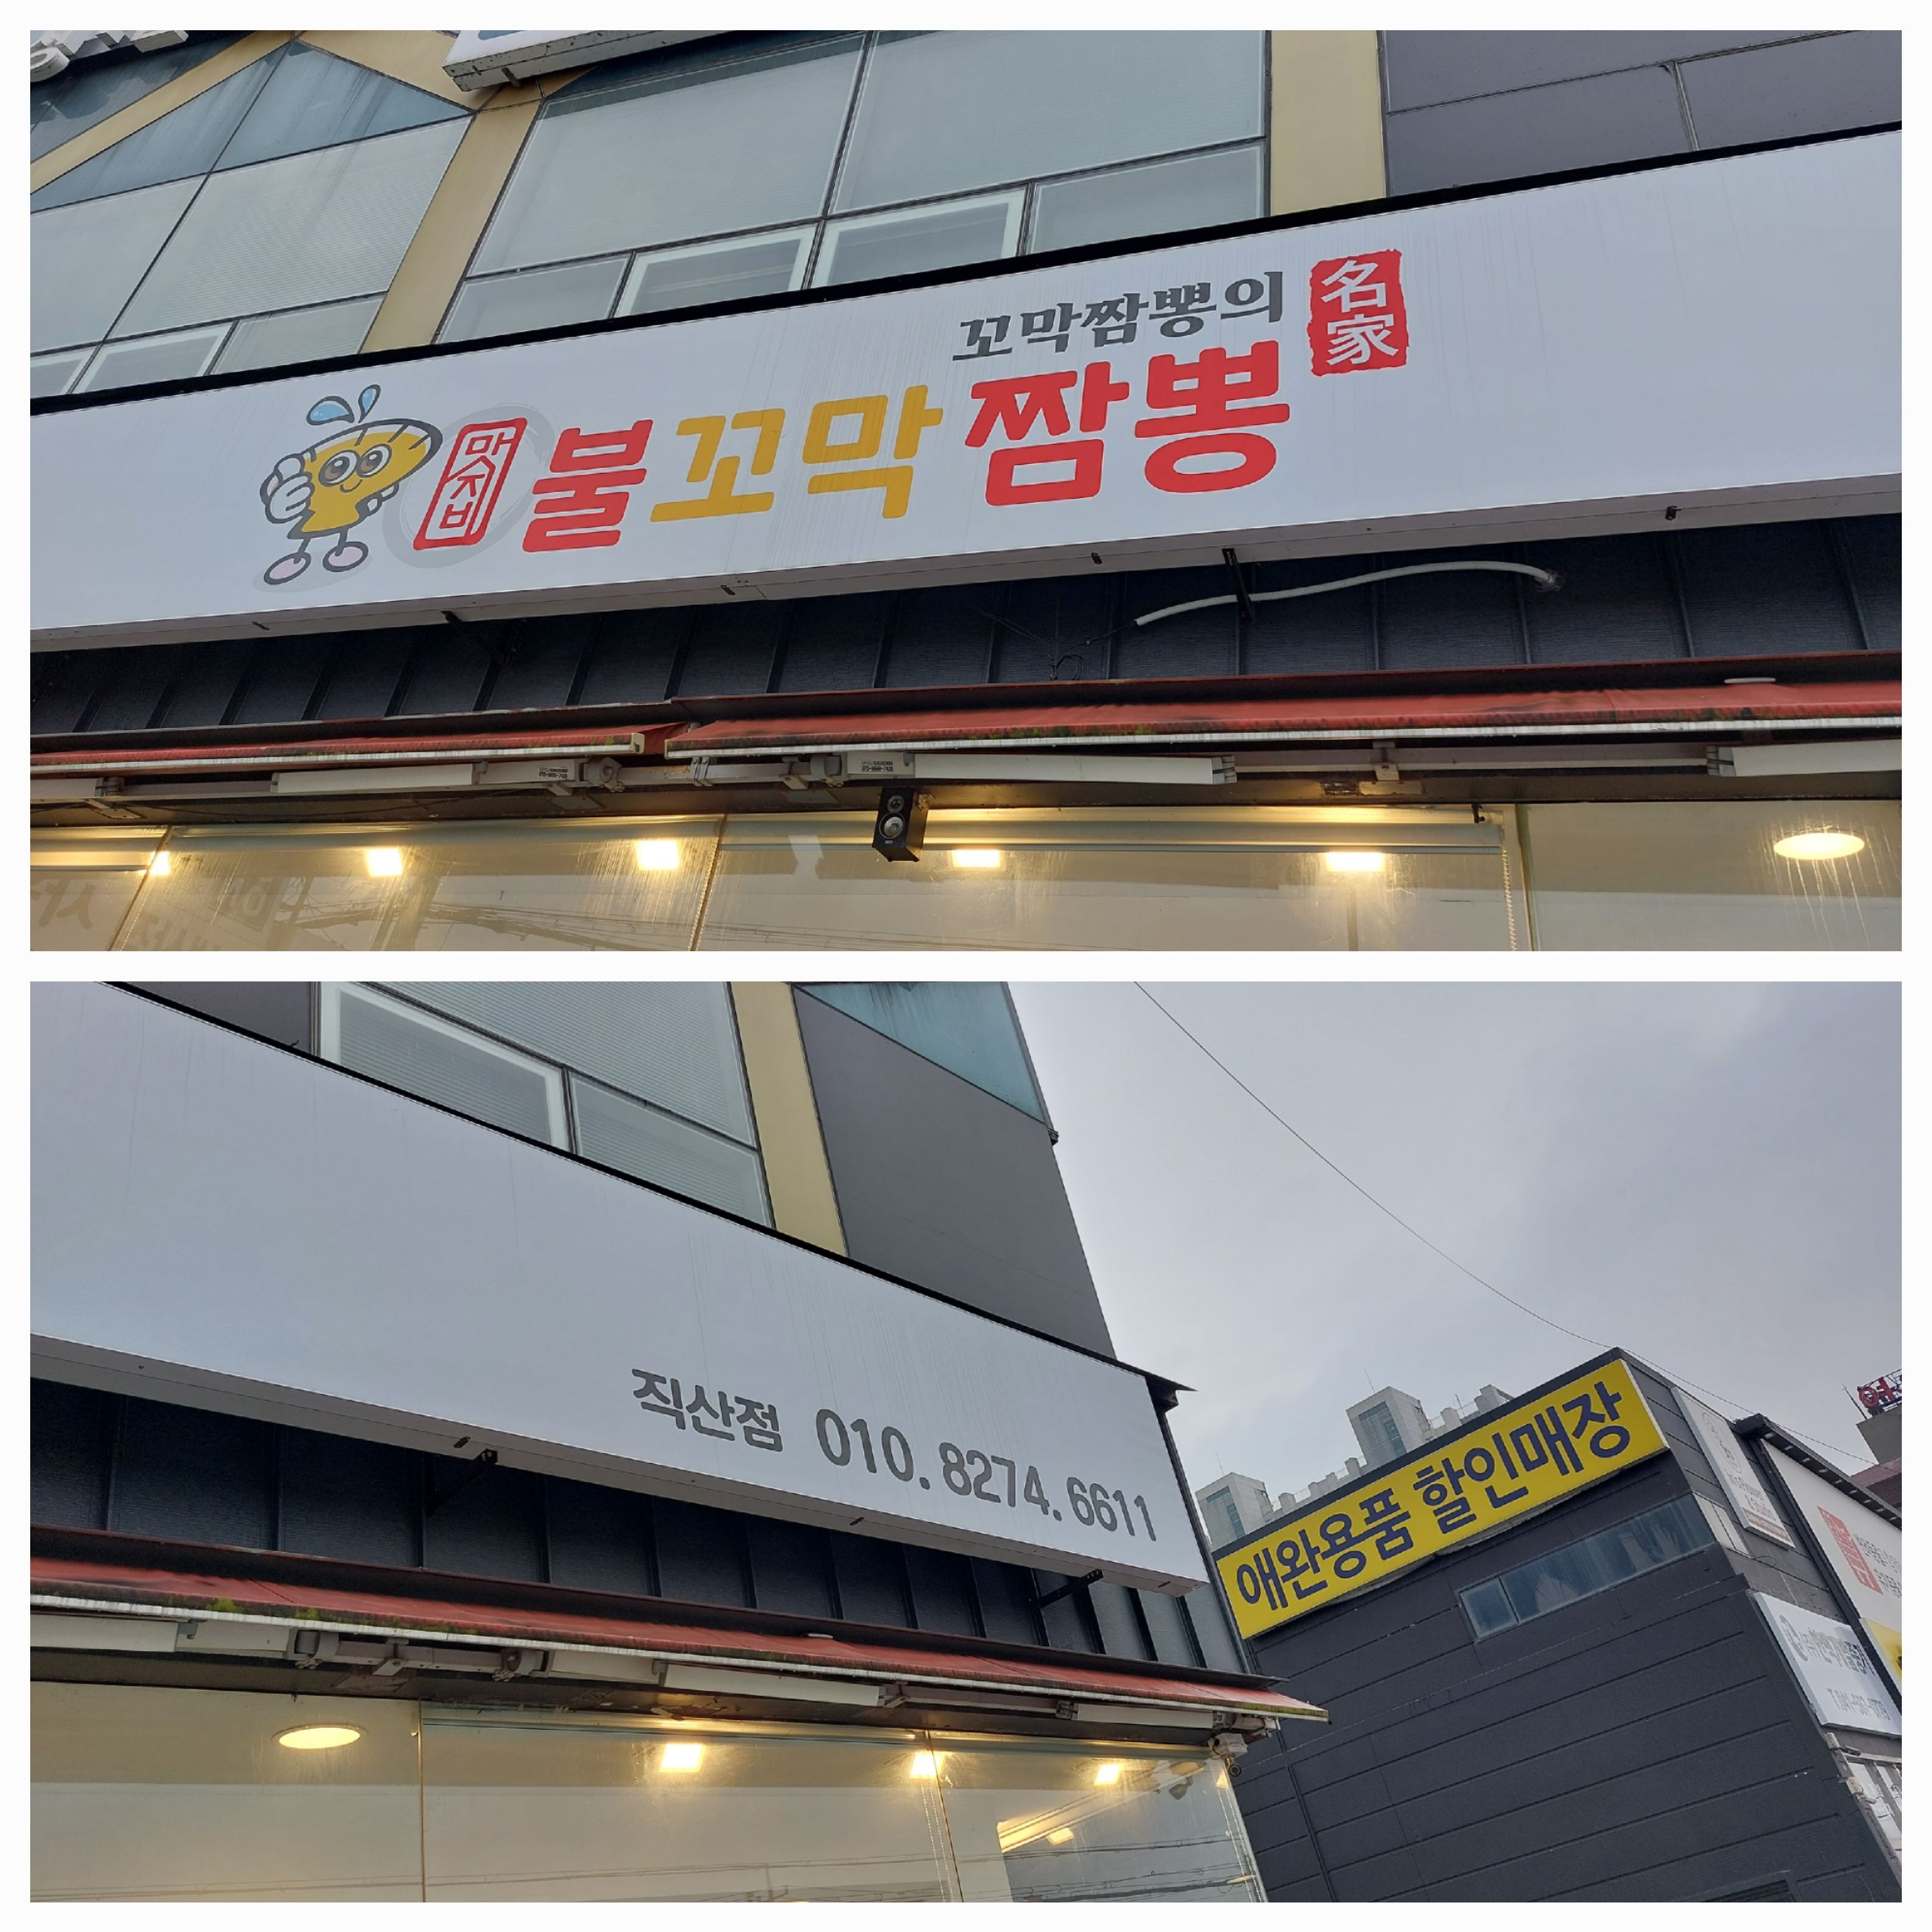 꼬막짬뽕의 名家
맛집 불꼬막짬뽕
직산점 010.8274.6611
애완용품 할인매장